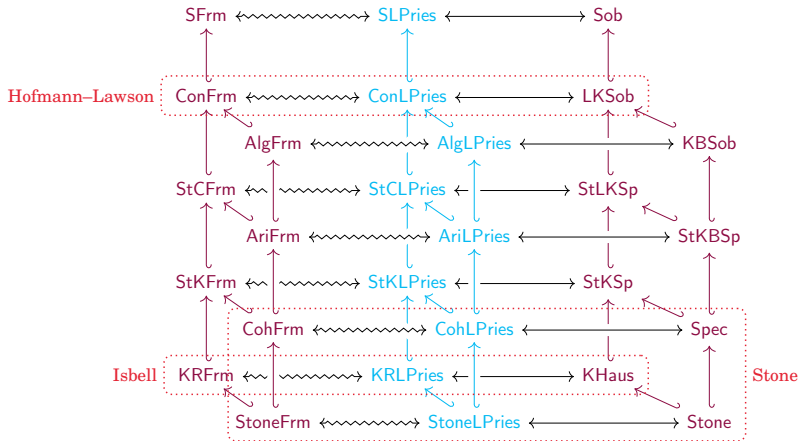 SFrm SLPries Sob
Hofmann–Lawson ConFrm ConLPries LKSob
AlgFrm AlgLPries KBSob
StCFrm StCLPries StLKSp
AriFrm AriLPries StKBSp
StKFrm StKLPries StKSp
CohFrm CohLPries Spec
Isbell KRFrm KRLPries KHaus Stone
StoneFrm StoneLPries Stone